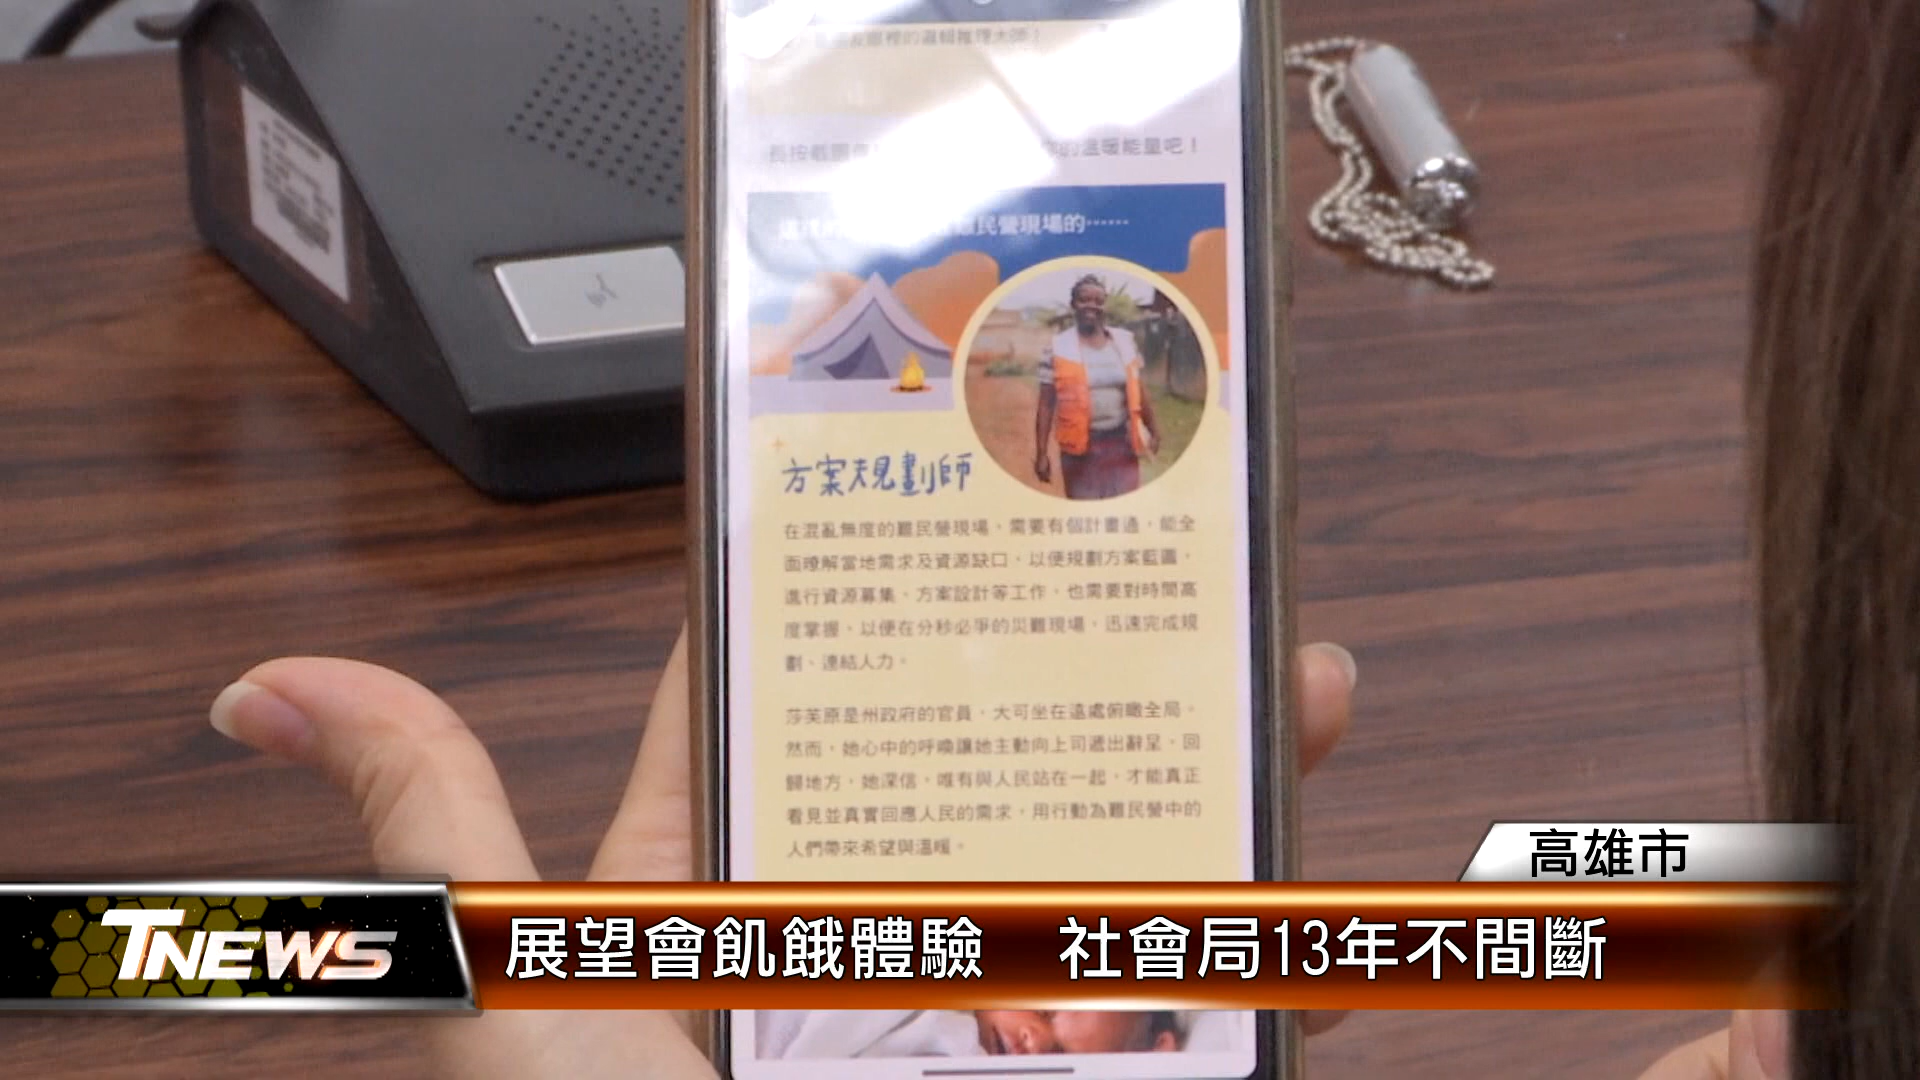 的邏輯推理大師！
長按截圖
的溫暖能量吧！
難民營現場的……
方案規劃師
在混亂無度的難民營現場、需要有個計畫通，能全
面瞭解當地需求及資源缺口，以便規劃方案藍圖，
進行資源募集、方案設計等工作，也需要對時間高
度掌握、以便在分秒必爭的災難現場，迅速完成規
劃、連結人力。
莎芙原是州政府的官員，大可坐在遠處俯瞰全局。
然而，她心中的呼喚讓她主動向上司遞出辭呈，回
歸地方，她深信，唯有與人民站在一起，才能真正
看見並真實回應人民的需求，用行動為難民營中的
人們帶來希望與溫暖。
高雄市
TNEWS
展望會飢餓體驗　社會局13年不間斷